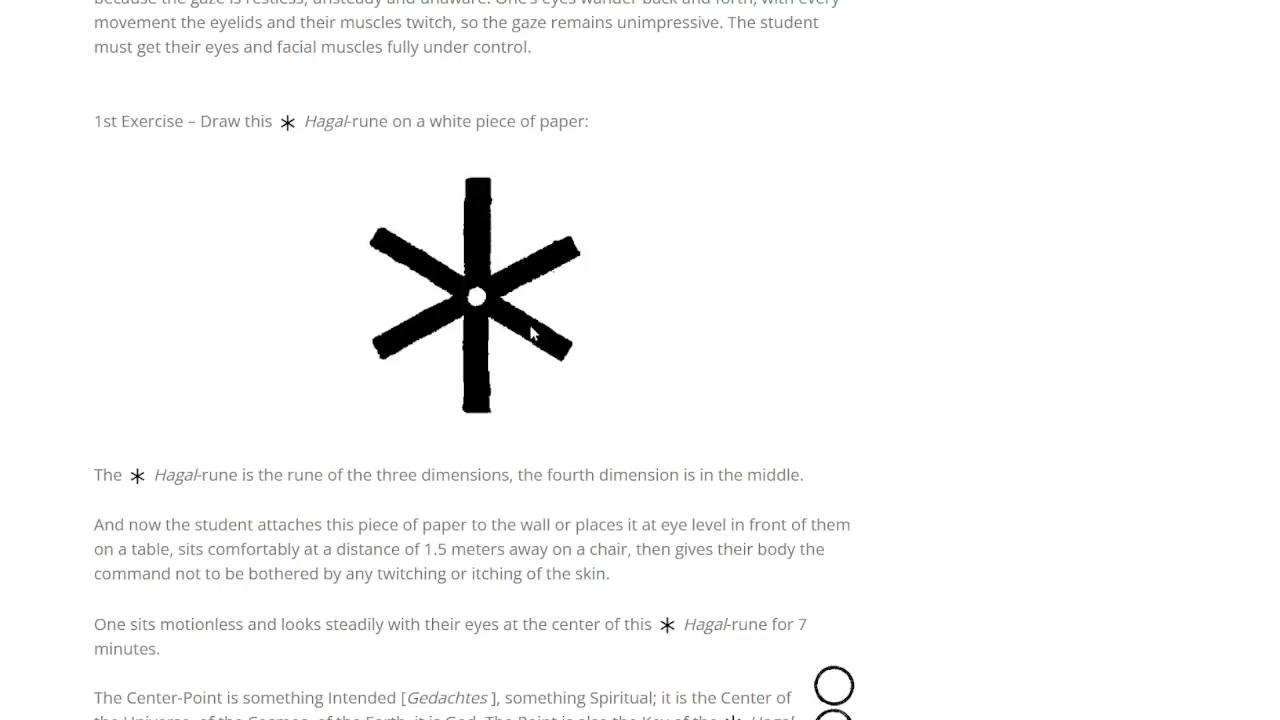 because the gaze is restless, unsteady and unaware. One's eyes wander back and forth, with every
movement the eyelids and their muscles twitch, so the gaze remains unimpressive. The student
must get their eyes and facial muscles fully under control.
1st Exercise – Draw this Hagal-rune on a white piece of paper:
The Hagal-rune is the rune of the three dimensions, the fourth dimension is in the middle.
And now the student attaches this piece of paper to the wall or places it at eye level in front of them
on a table, sits comfortably at a distance of 1.5 meters away on a chair, then gives their body the
command not to be bothered by any twitching or itching of the skin.
One sits motionless and looks steadily with their eyes at the center of this Hagal-rune for 7
minutes.
The Center-Point is something Intended [Gedachtes ], something Spiritual; it is the Center of
the Universe, of the Cosmos, of the Earth, it is God. The Point is also the Key of the Hagal-